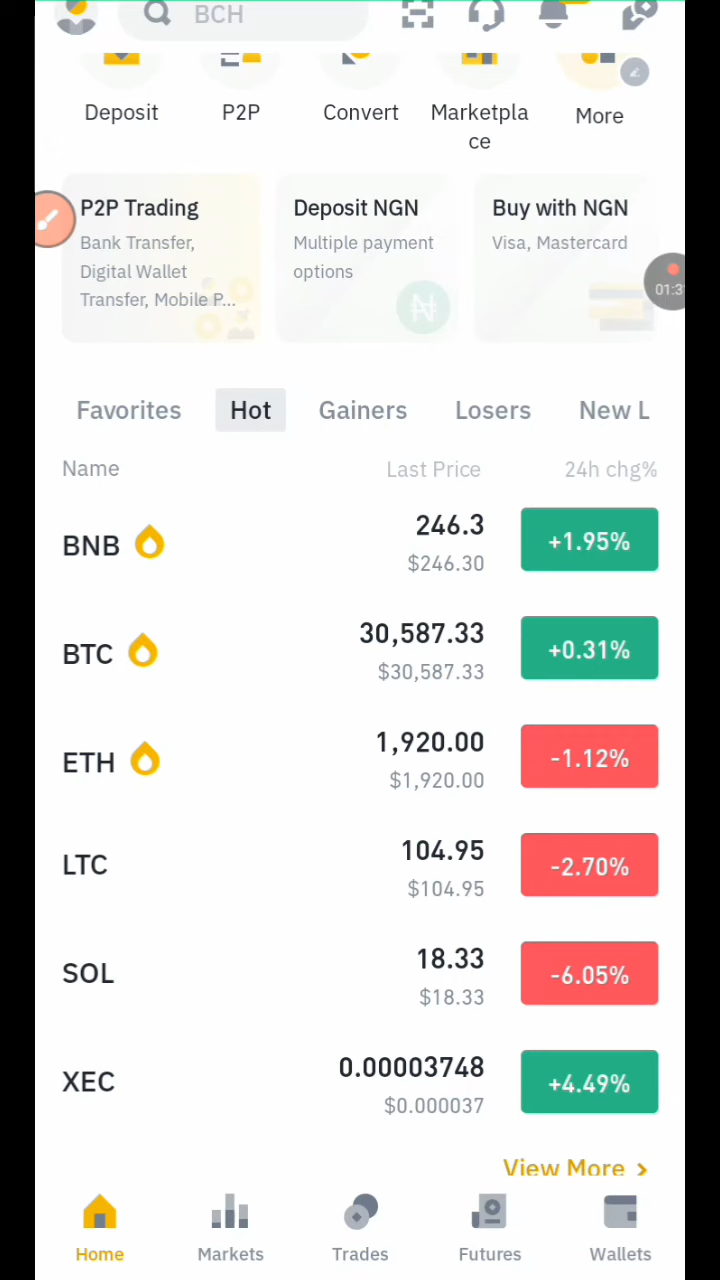 BCH
Deposit
P2P
Convert
Marketpla
ce
More
P2P Trading
Bank Transfer,
Digital Wallet
Transfer, Mobile P...
Deposit NGN
Multiple payment
options
Buy with NGN
Visa, Mastercard
01:3
Favorites Hot Gainers Losers New L
Name Last Price 24h chg%
BNB 246.3 +1.95%
$246.30
BTC 30,587.33 +0.31%
$30,587.33
ETH 1,920.00 -1.12%
$1,920.00
LTC 104.95 -2.70%
$104.95
SOL 18.33 -6.05%
$18.33
XEC 0.00003748 +4.49%
$0.000037
View More >
Home Markets Trades Futures Wallets